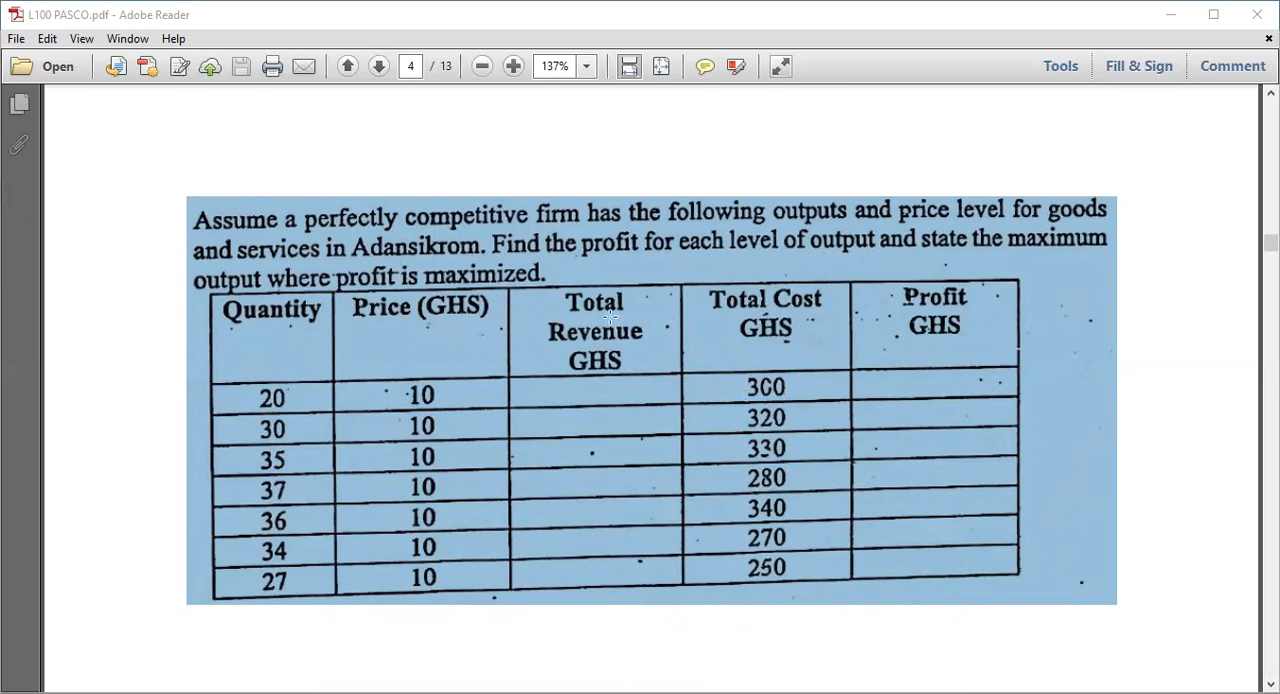 L100 PASCO.pdf - Adobe Reader
File Edit View Window Help
Open 4 / 13 137% Tools Fill & Sign Comment
Assume a perfectly competitive firm has the following outputs and price level for goods
and services in Adansikrom. Find the profit for each level of output and state the maximum
output where profit is maximized.
Quantity Price (GHS) Total Revenue GHS Total Cost GHS Profit GHS
20 10 300
30 10 320
35 10 330
37 10 280
36 10 340
34 10 270
27 10 250